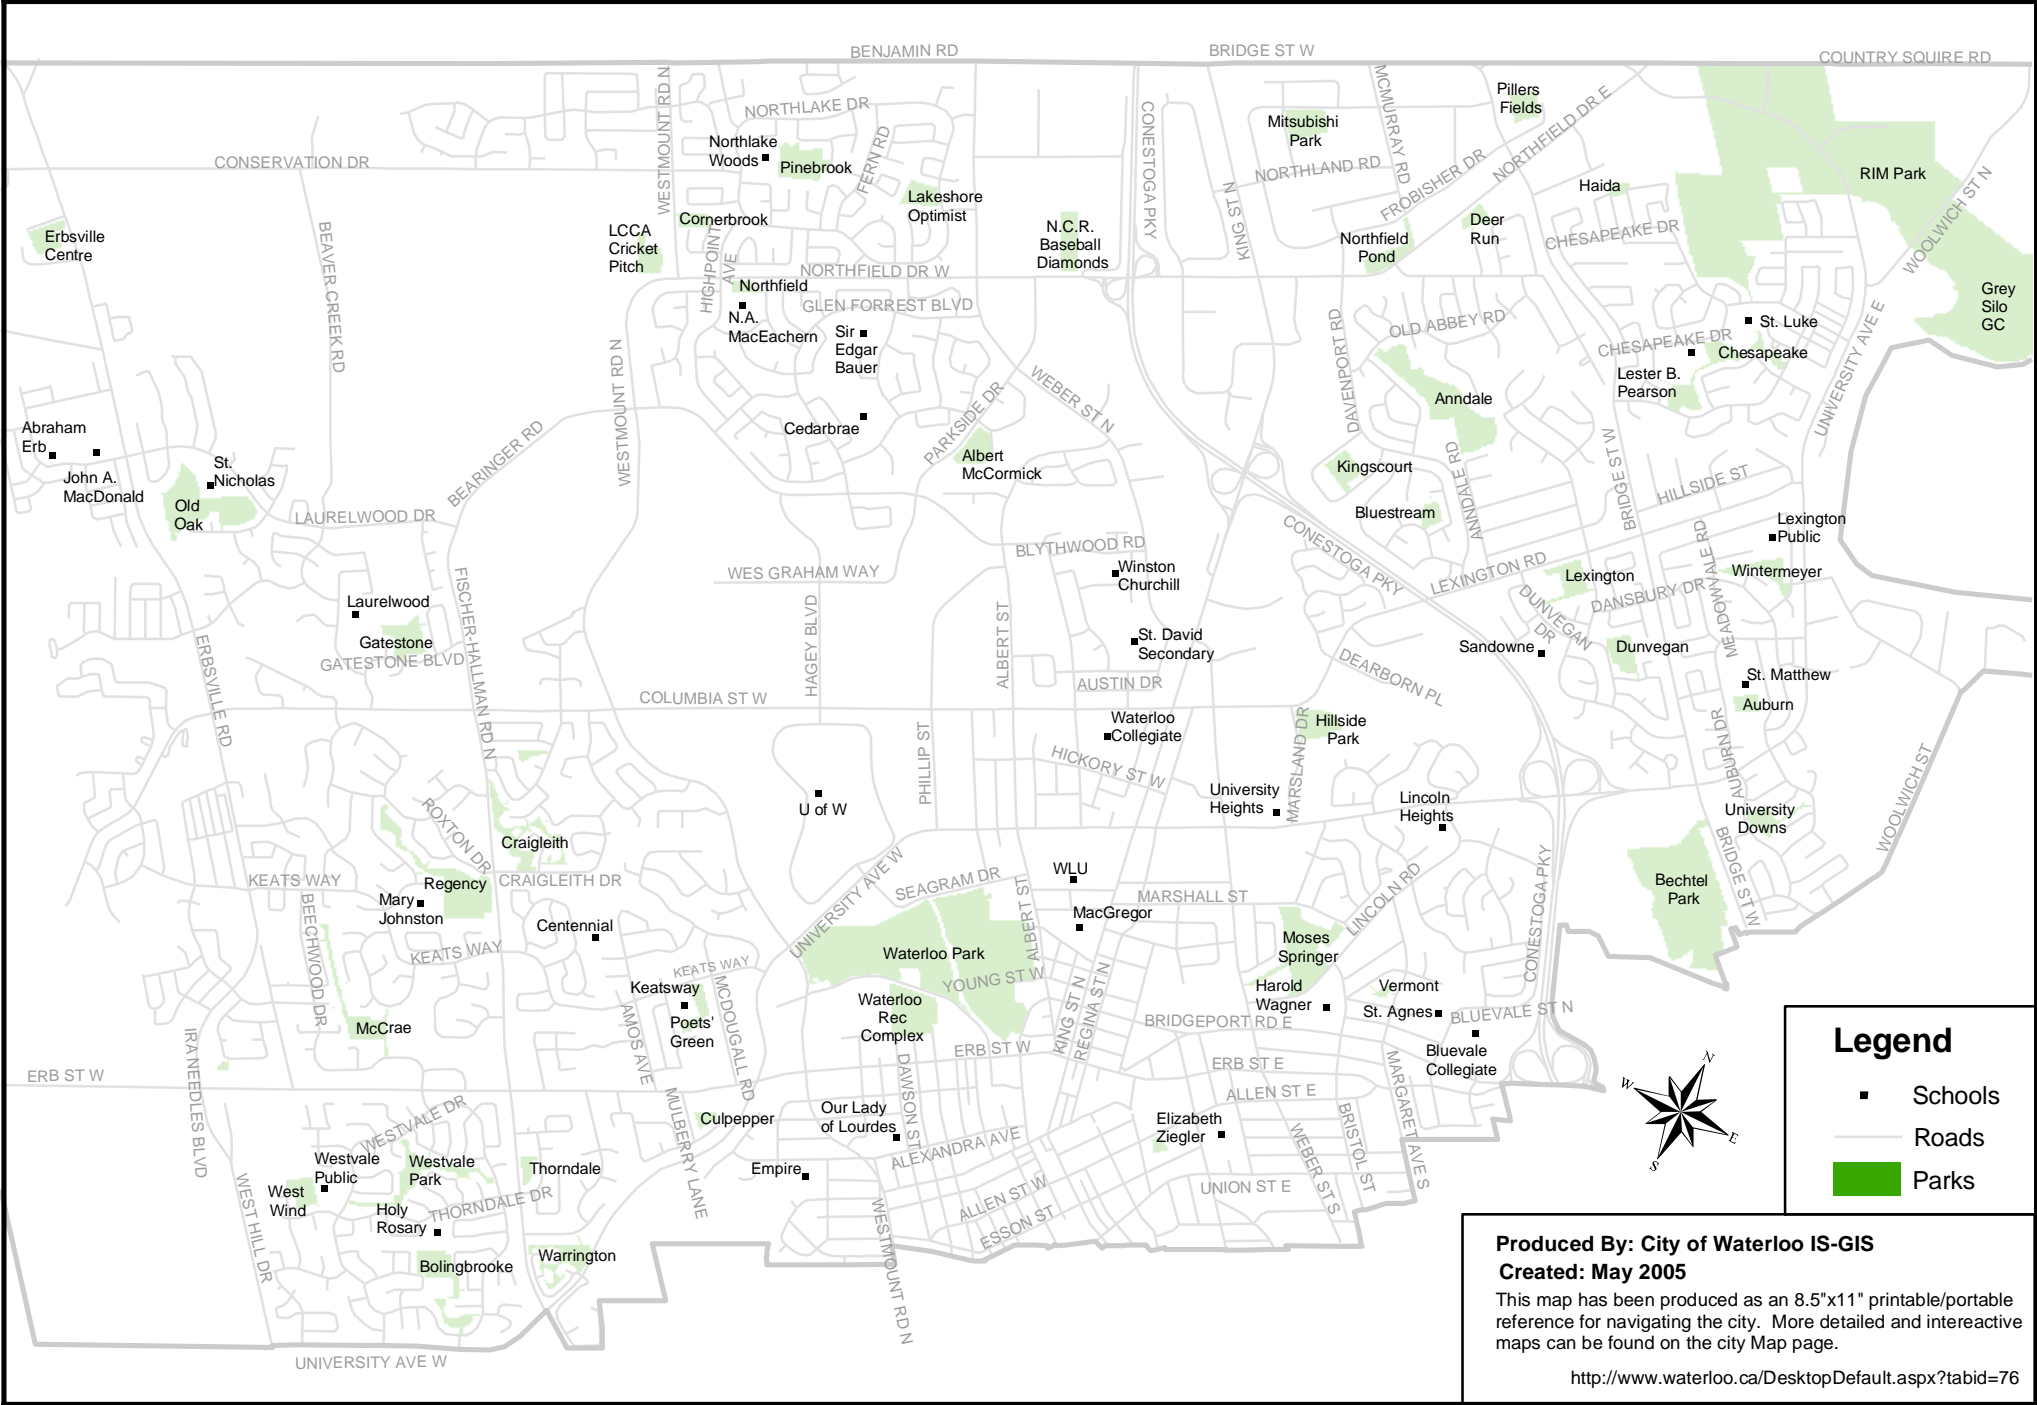 BENJAMIN RD
BRIDGE ST W
COUNTRY SQUIRE RD
WESTMOUNT RD N
NORTHLAKE DR
CONESTOGA PKY
MCMURRAY RD
Pillers
Fields
NORTHFIELD DR E
Mitsubishi
Park
Northlake
Woods
Pinebrook
FERN RD
CONSERVATION DR
NORTHLAND RD
FROBISHER DR
Haida
RIM Park
WOOLWICH ST N
Lakeshore
Optimist
KING ST N
Cornerbrook
LCCA
Cricket
Pitch
Erbsville
Centre
BEAVER CREEK RD
HIGHPOINT
AVE
N.C.R.
Baseball
Diamonds
Northfield
Pond
Deer
Run
CHESAPEAKE DR
NORTHFIELD DR W
Northfield
GLEN FORREST BLVD
N.A.
MacEachern
Sir
Edgar
Bauer
OLD ABBEY RD
DAVENPORT RD
Grey
Silo
GC
St. Luke
CHESAPEAKE DR
Chesapeake
UNIVERSITY AVE E
Lester B.
Pearson
WESTMOUNT RD N
WEBER ST N
PARKSIDE DR
Anndale
Cedarbrae
Abraham
Erb
John A.
MacDonald
St.
Nicholas
Old
Oak
BEARINGER RD
LAURELWOOD DR
Albert
McCormick
Kingscourt
Bluestream
ANNDALE RD
BRIDGE ST W
HILLSIDE ST
Lexington
Public
CONESTOGA PKY
BLYTHWOOD RD
WES GRAHAM WAY
Winston
Churchill
LEXINGTON RD
Lexington
DANSBURY DR
MEADOWVALE RD
Wintermeyer
Laurelwood
Gatestone
GATESTONE BLVD
FISCHER-HALLMAN RD N
HAGEY BLVD
ALBERT ST
St. David
Secondary
DUNVEGAN
DR
Sandowne
Dunvegan
ERBSVILLE RD
COLUMBIA ST W
AUSTIN DR
DEARBORN PL
St. Matthew
Auburn
Waterloo
Collegiate
HICKORY ST W
Hillside
Park
MARSLAND DR
PHILLIP ST
AUBURN DR
WOOLWICH ST
U of W
University
Heights
Lincoln
Heights
University
Downs
ROXTON DR
Craigleith
BRIDGE ST W
UNIVERSITY AVE W
KEATS WAY
Regency
CRAIGLEITH DR
SEAGRAM DR
WLU
MARSHALL ST
LINCOLN RD
CONESTOGA PKY
Bechtel
Park
Mary
Johnston
BEECHWOOD DR
Centennial
KEATS WAY
MacGregor
ALBERT ST
Moses
Springer
Waterloo Park
KEATS WAY
YOUNG ST W
Keatsway
Poets'
Green
MCDOUGALL RD
Waterloo
Rec
Complex
Harold
Wagner
Vermont
St. Agnes
BLUEVALE ST N
McCrae
AMOS AVE
KING ST N
REGINA ST N
BRIDGEPORT RD E
IRA NEEDLES BLVD
ERB ST W
ERB ST W
ERB ST E
Bluevale
Collegiate
MARGARET AVE S
ALLEN ST E
WESTVALE DR
MULBERRY LANE
Culpepper
Our Lady
of Lourdes
DAWSON ST
ALEXANDRA AVE
Elizabeth
Ziegler
WEBER ST S
BRISTOL ST
Westvale
Public
Westvale
Park
Thorndale
Empire
West
Wind
Holy
Rosary
THORNDALE DR
ALLEN ST W
ESSON ST
UNION ST E
WEST HILL DR
WESTMOUNT RD N
Bolingbrooke
Warrington
UNIVERSITY AVE W
N
W
E
S
Legend
Schools
Roads
Parks
Produced By: City of Waterloo IS-GIS
Created: May 2005
This map has been produced as an 8.5"x11" printable/portable
reference for navigating the city. More detailed and intereactive
maps can be found on the city Map page.
http://www.waterloo.ca/DesktopDefault.aspx?tabid=76